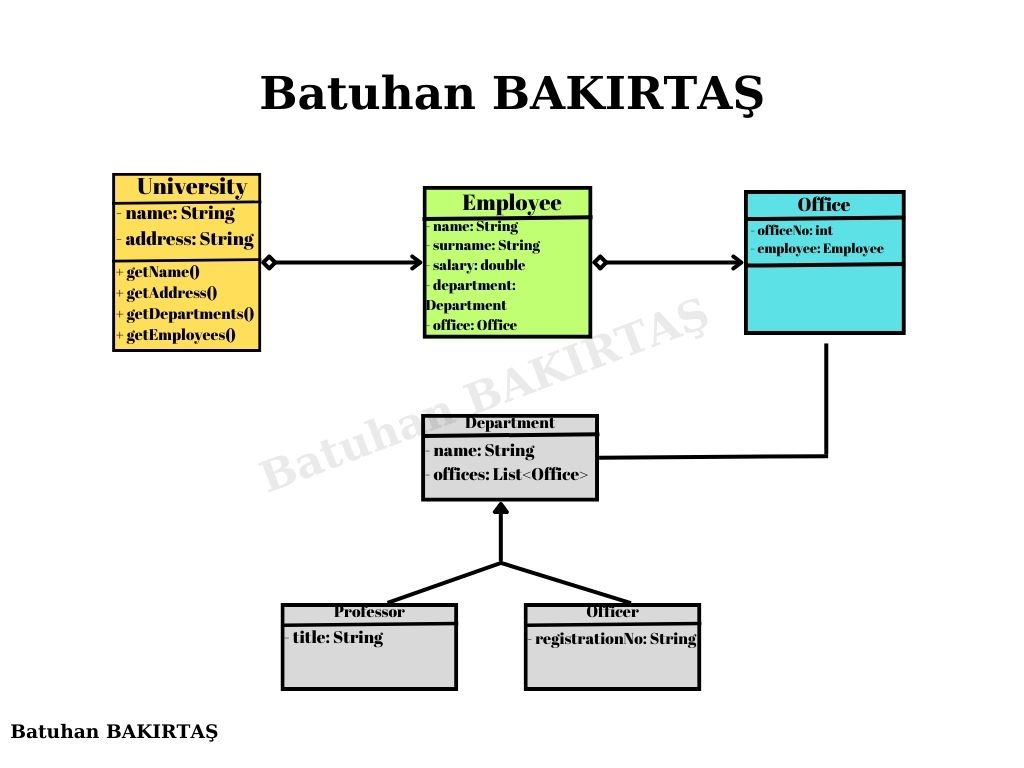 Batuhan BAKIRTAŞ
University
- name: String
- address: String
+ getName()
+ getAddress()
+ getDepartments()
+ getEmployees()
Employee
- name: String
- surname: String
- salary: double
- department:
Department
- office: Office
Office
- officeNo: int
- employee: Employee
Batuhan BAKIRTAŞ
Department
- name: String
- offices: List<Office>
Professor
- title: String
Officer
- registrationNo: String
Batuhan BAKIRTAŞ